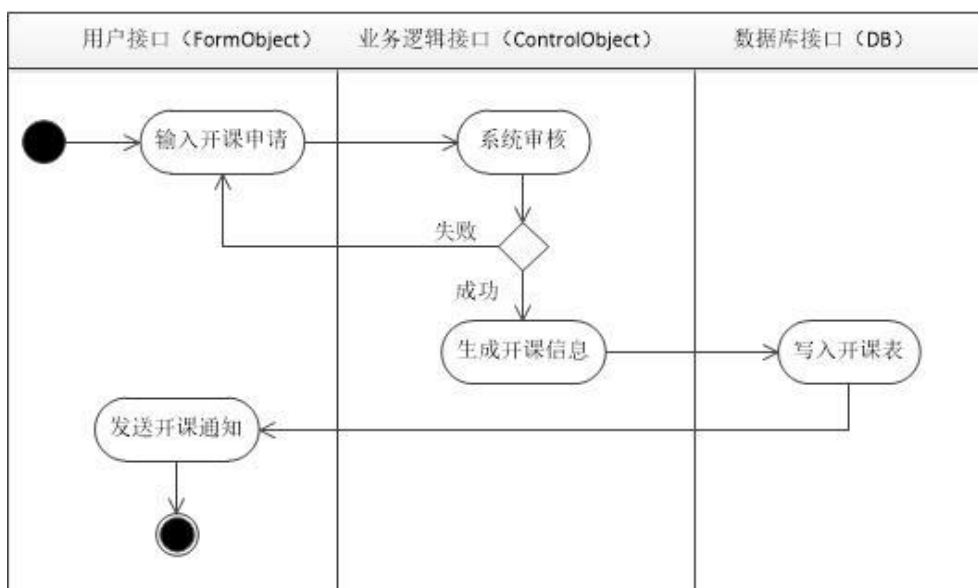 用户接口（FormObject）
业务逻辑接口（ControlObject）
数据库接口（DB）
输入开课申请
系统审核
失败
成功
生成开课信息
写入开课表
发送开课通知